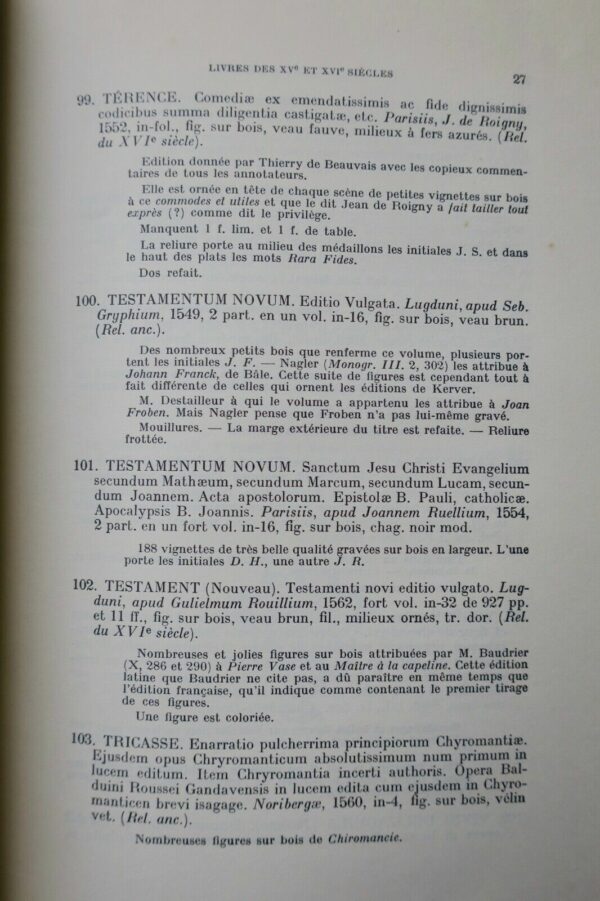 LIVRES DES XVe ET XVIe SIÈCLES
27
99. TÉRENCE. Comediæ ex emendatissimis ac fide dignissimis
codicibus summa diligentia castigatæ, etc. Parisiis, J. de Roigny,
1552, in-fol., fig. sur bois, veau fauve, milieux à fers azurés. (Rel.
du XVIe siècle).
Edition donnée par Thierry de Beauvais avec les copieux commen-
taires de tous les annotateurs.
Elle est ornée en tête de chaque scène de petites vignettes sur bois
à ce commodes et utiles et que le dit Jean de Roigny a fait tailler tout
exprès (?) comme dit le privilège.
Manquent 1 f. lim. et 1 f. de table.
La reliure porte au milieu des médaillons les initiales J. S. et dans
le haut des plats les mots Rara Fides.
Dos refait.
100. TESTAMENTUM NOVUM. Editio Vulgata. Lugduni, apud Seb.
Gryphium, 1549, 2 part. en un vol. in-16, fig. sur bois, veau brun.
(Rel. anc.).
Des nombreux petits bois que renferme ce volume, plusieurs por-
tent les initiales J. F. — Nagler (Monogr. III. 2, 302) les attribue à
Johann Franck, de Bâle. Cette suite de figures est cependant tout à
fait différente de celles qui ornent les éditions de Kerver.
M. Destailleur à qui le volume a appartenu les attribue à Joan
Froben. Mais Nagler pense que Froben n'a pas lui-même gravé.
Mouillures. — La marge extérieure du titre est refaite. — Reliure
frottée.
101. TESTAMENTUM NOVUM. Sanctum Jesu Christi Evangelium
secundum Mathæum, secundum Marcum, secundum Lucam, secun-
dum Joannem. Acta apostolorum. Epistolæ B. Pauli, catholicæ.
Apocalypsis B. Joannis. Parisiis, apud Joannem Ruellium, 1554,
2 part. en un fort vol. in-16, fig. sur bois, chag. noir mod.
188 vignettes de très belle qualité gravées sur bois en largeur. L'une
porte les initiales D. H., une autre J. R.
102. TESTAMENT (Nouveau). Testamenti novi editio vulgato. Lug-
duni, apud Gulielmum Rouillium, 1562, fort vol. in-32 de 927 pp.
et 11 ff., fig. sur bois, veau brun, fil., milieux ornés, tr. dor. (Rel.
du XVIe siècle).
Nombreuses et jolies figures sur bois attribuées par M. Baudrier
(X, 286 et 290) à Pierre Vase et au Maître à la capeline. Cette édition
latine que Baudrier ne cite pas, a dû paraître en même temps que
l'édition française, qu'il indique comme contenant le premier tirage
de ces figures.
Une figure est coloriée.
103. TRICASSE. Enarratio pulcherrima principiorum Chyromantiæ.
Ejusdem opus Chyromanticum absolutissimum num primum in
lucem editum. Item Chyromantia incerti authoris. Opera Bal-
duini Roussei Gandavensis in lucem edita cum ejusdem in Chyro-
manticen brevi isagage. Noribergæ, 1560, in-4, fig. sur bois, vélin
vet. (Rel. anc.).
Nombreuses figures sur bois de Chiromancie.